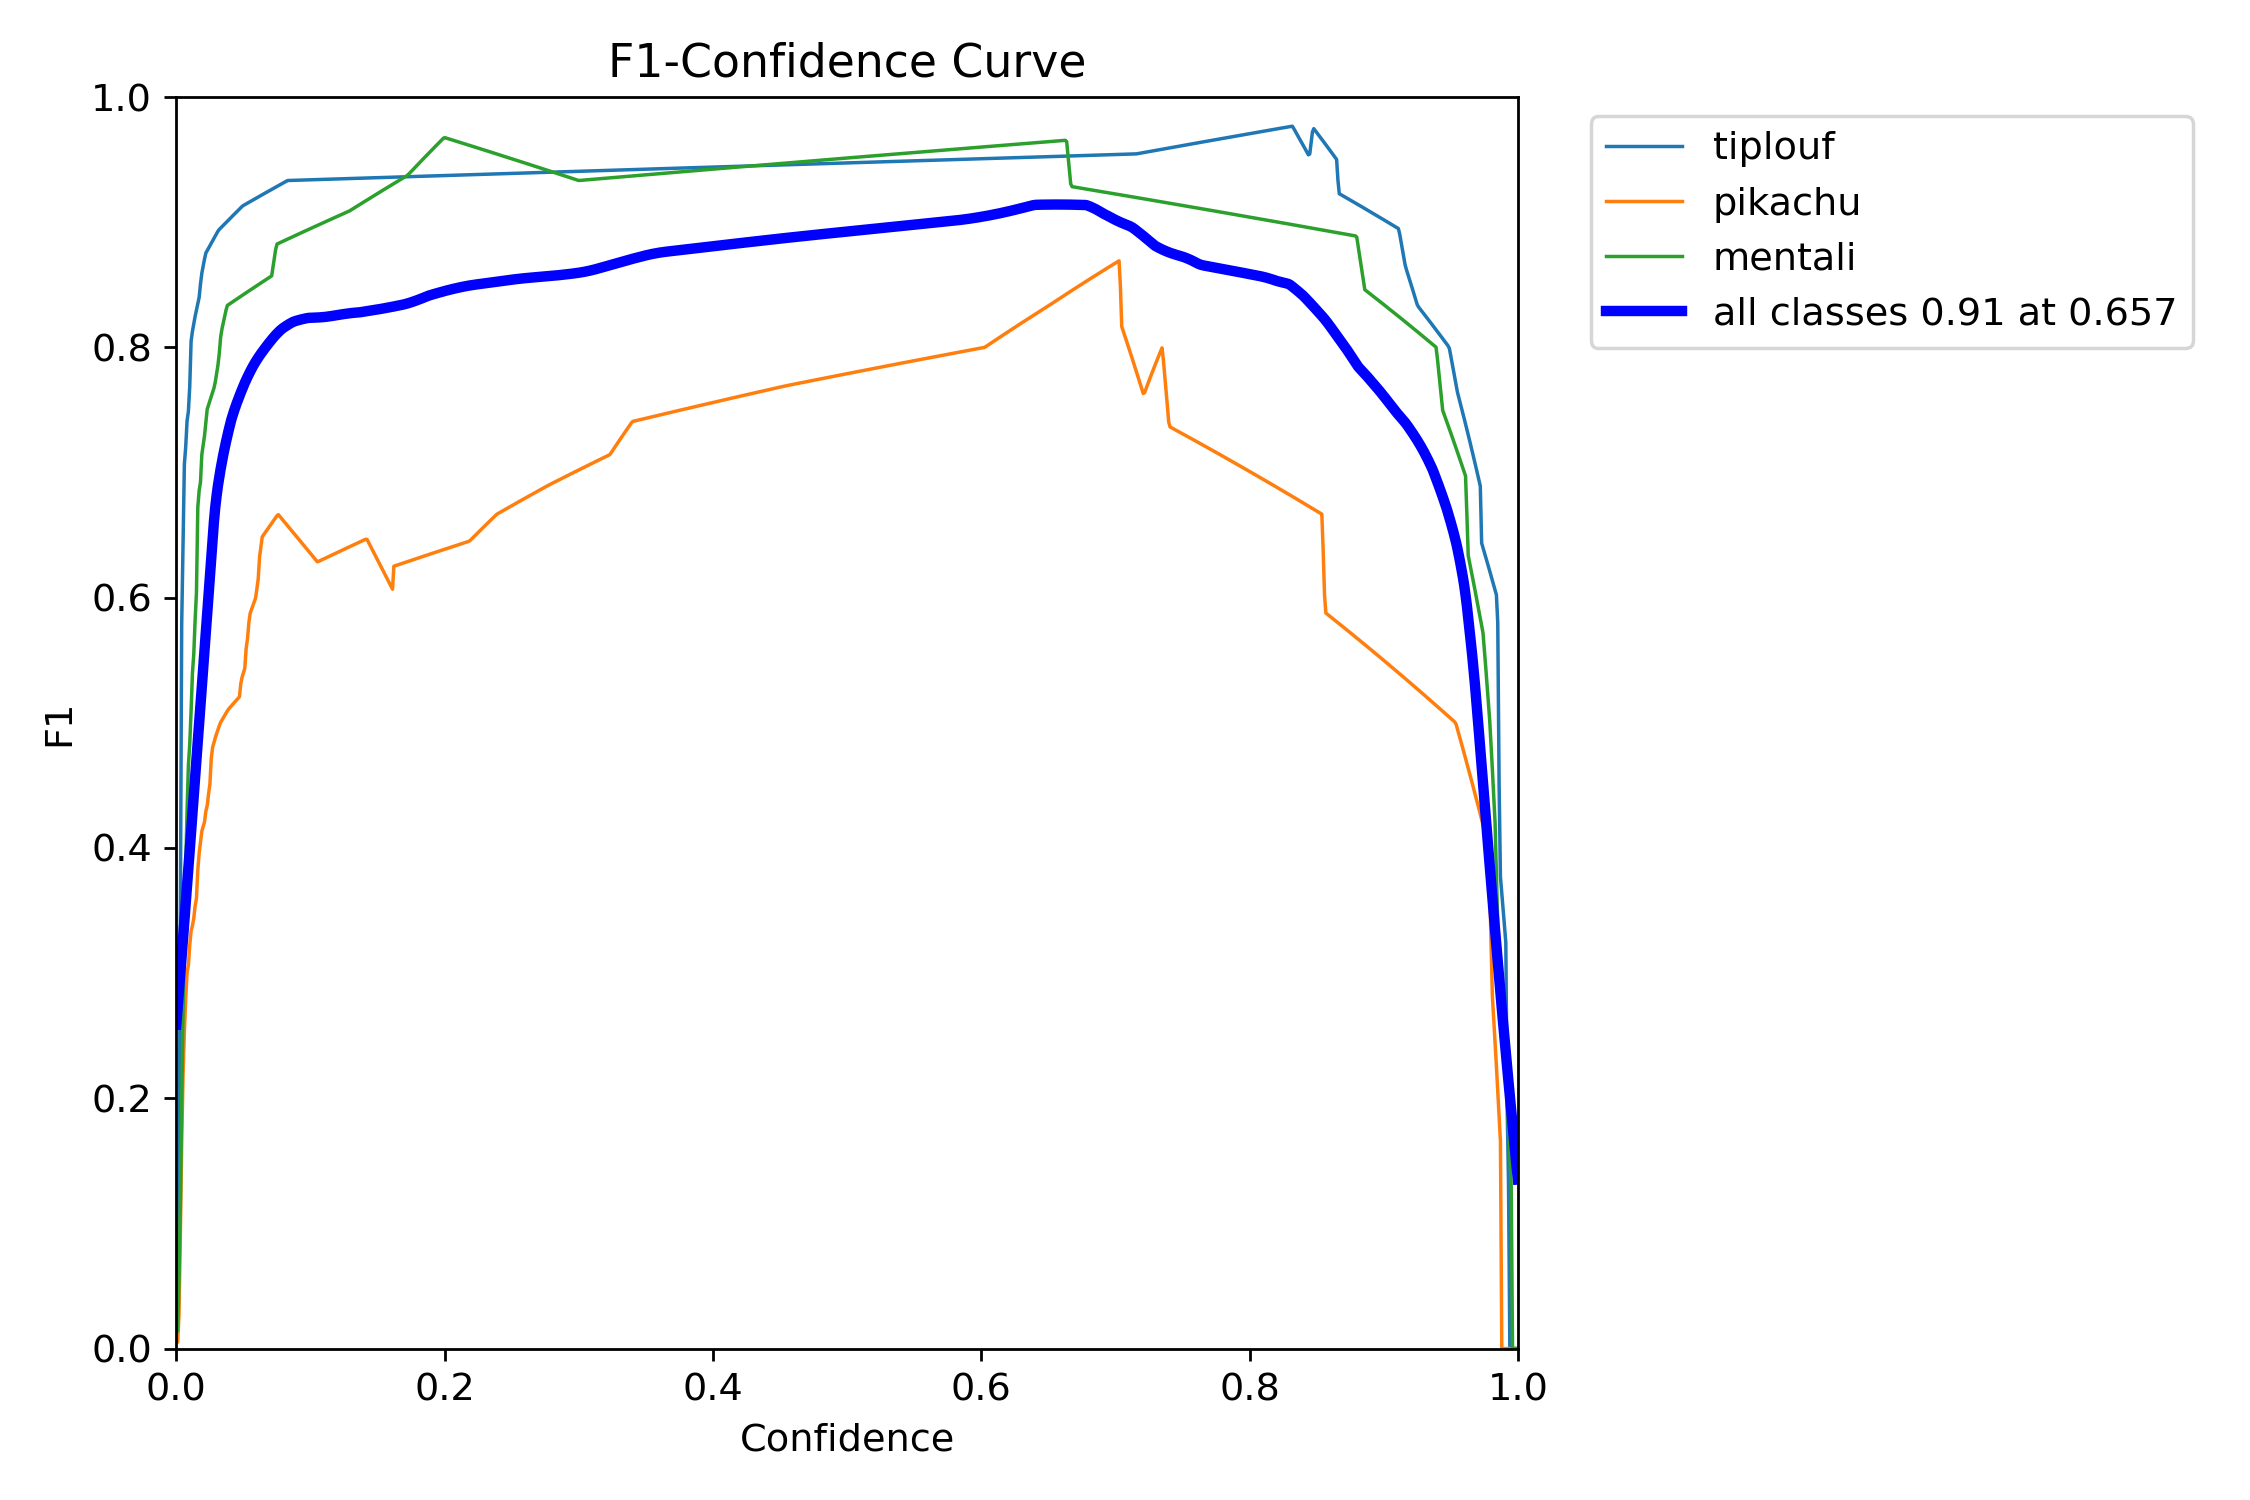 F1-Confidence Curve
1.0
0.8
0.6
0.4
0.2
0.0
F1
0.0 0.2 0.4 0.6 0.8 1.0
Confidence
tiplouf
pikachu
mentali
all classes 0.91 at 0.657